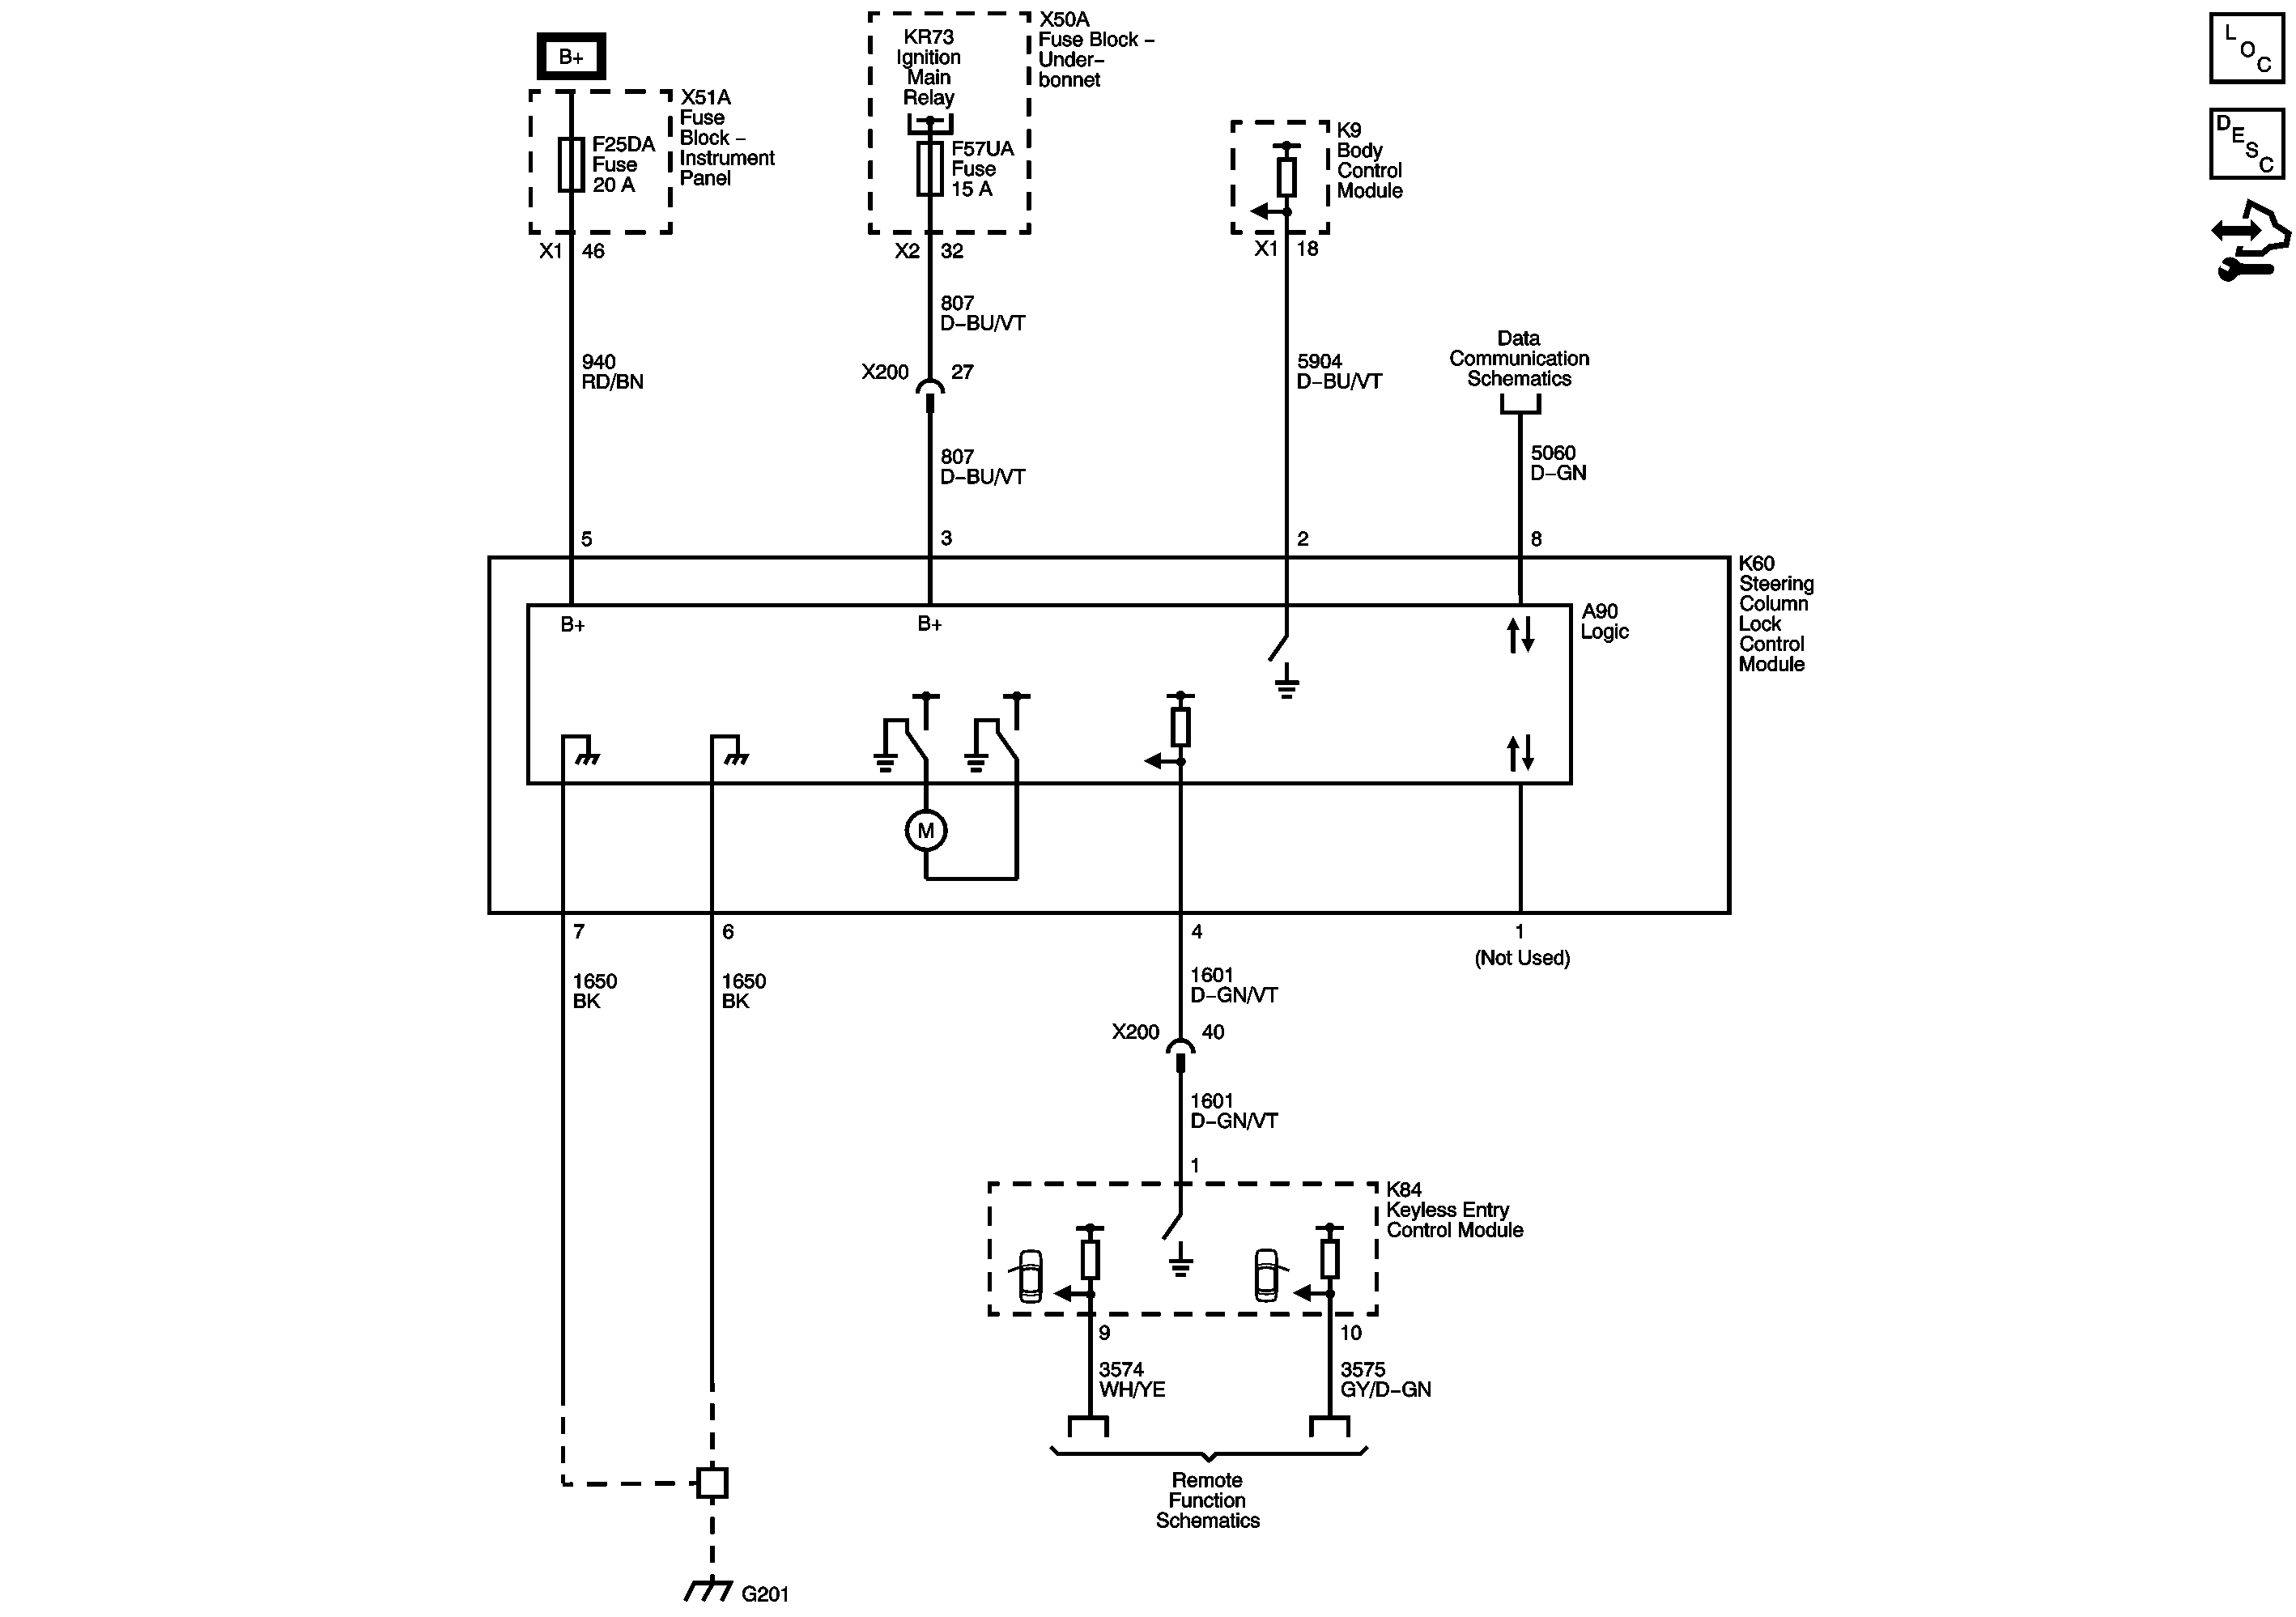 B+
X51A
Fuse
Block –
Instrument
Panel
F25DA
Fuse
20 A
X1 46
940
RD/BN
5
KR73
Ignition
Main
Relay
X50A
Fuse Block –
Under–
bonnet
F57UA
Fuse
15 A
X2 32
807
D–BU/VT
X200 27
807
D–BU/VT
3
K9
Body
Control
Module
X1 18
5904
D–BU/VT
2
Data
Communication
Schematics
5060
D–GN
8
L
O
C
D
E
S
C
K60
Steering
Column
Lock
Control
Module
A90
Logic
B+
B+
M
7
1650
BK
6
1650
BK
4
1601
D–GN/VT
X200 40
1601
D–GN/VT
1
1
(Not Used)
K84
Keyless Entry
Control Module
9
3574
WH/YE
10
3575
GY/D–GN
Remote
Function
Schematics
G201